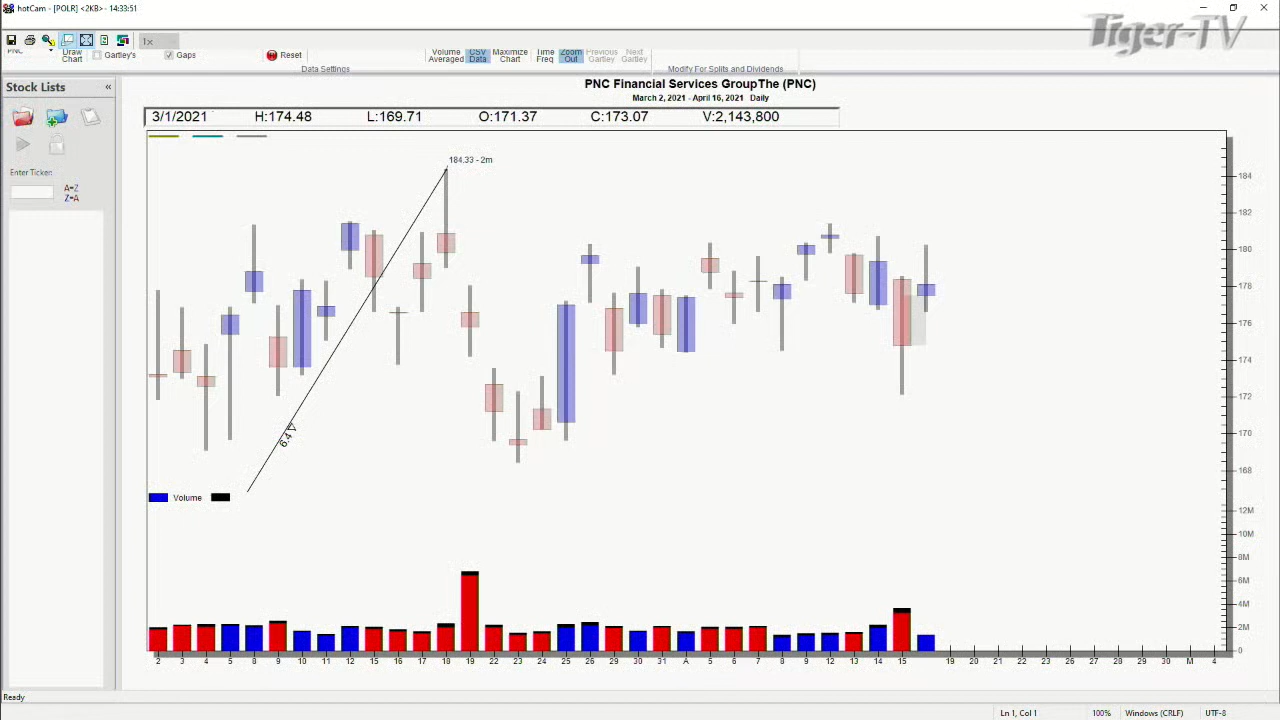 hotCam - [POLR] <2KB> - 14:33:51
Tiger-TV
1x
PNC
Draw Chart
Gartley's
Gaps
Reset
Data Settings
Volume Averaged
CSV Data
Maximize Chart
Time Freq
Zoom Out
Previous Gartley
Next Gartley
Modify For Splits and Dividends
Stock Lists «
PNC Financial Services GroupThe (PNC)
March 2, 2021 - April 16, 2021 Daily
3/1/2021 H:174.48 L:169.71 O:171.37 C:173.07 V:2,143,800
Enter Ticker:
A=Z
Z=A
184.33 - 2m
6.4
184
182
180
178
176
174
172
170
168
Volume
12M
10M
8M
6M
4M
2M
0
4 5 8 9 10 11 12 15 16 17 18 19 22 23 24 25 26 29 30 31 A 5 6 7 8 9 12 13 14 15 19 20 21 22 23 26 27 28 29 30 M 4
Ready
Ln 1, Col 1 100% Windows (CRLF) UTF-8